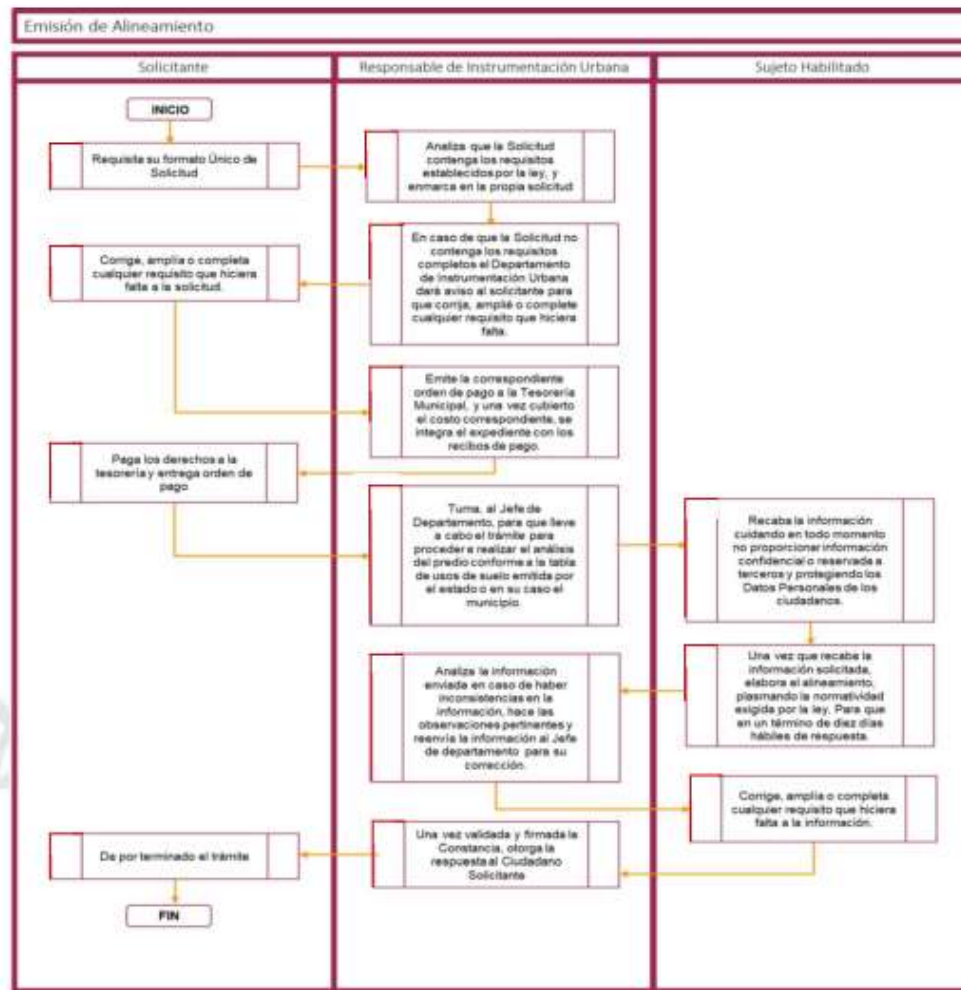 Emisión de Alineamiento
Solicitante
Responsable de Instrumentación Urbana
Sujeto Habilitado
INICIO
Requisita su formato Único de
Solicitud
Analiza que la Solicitud
contenga los requisitos
establecidos por la ley, y
enmarca en la propia solicitud
En caso de que la Solicitud no
contenga los requisitos
completos el Departamento
de Instrumentación Urbana
dará aviso al solicitante para
que corrija, amplié o complete
cualquier requisito que hiciera
falta.
Corrige, amplia o completa
cualquier requisito que hiciera
falta a la solicitud.
Emite la correspondiente
orden de pago a la Tesorería
Municipal, y una vez cubierto
el costo correspondiente, se
integra el expediente con los
recibos de pago.
Paga los derechos a la
tesorería y entrega orden de
pago
Turna, al Jefe de
Departamento, para que lleve
a cabo el trámite para
proceder a realizar el análisis
del predio conforme a la tabla
de usos de suelo emitida por
el estado o en su caso el
municipio.
Recaba la información
cuidando en todo momento
no proporcionar información
confidencial o reservada a
terceros y protegiendo los
Datos Personales de los
ciudadanos.
Una vez que recaba la
información solicitada,
elabora el alineamiento,
plasmando la normatividad
exigida por la ley. Para que
en un término de diez días
hábiles de respuesta.
Analiza la información
enviada en caso de haber
inconsistencias en la
información, hace las
observaciones pertinentes y
reenvía la información al Jefe
de departamento para su
corrección.
Corrige, amplia o completa
cualquier requisito que hiciera
falta a la información.
Una vez validada y firmada la
Constancia, otorga la
respuesta al Ciudadano
Solicitante
Da por terminado el trámite
FIN